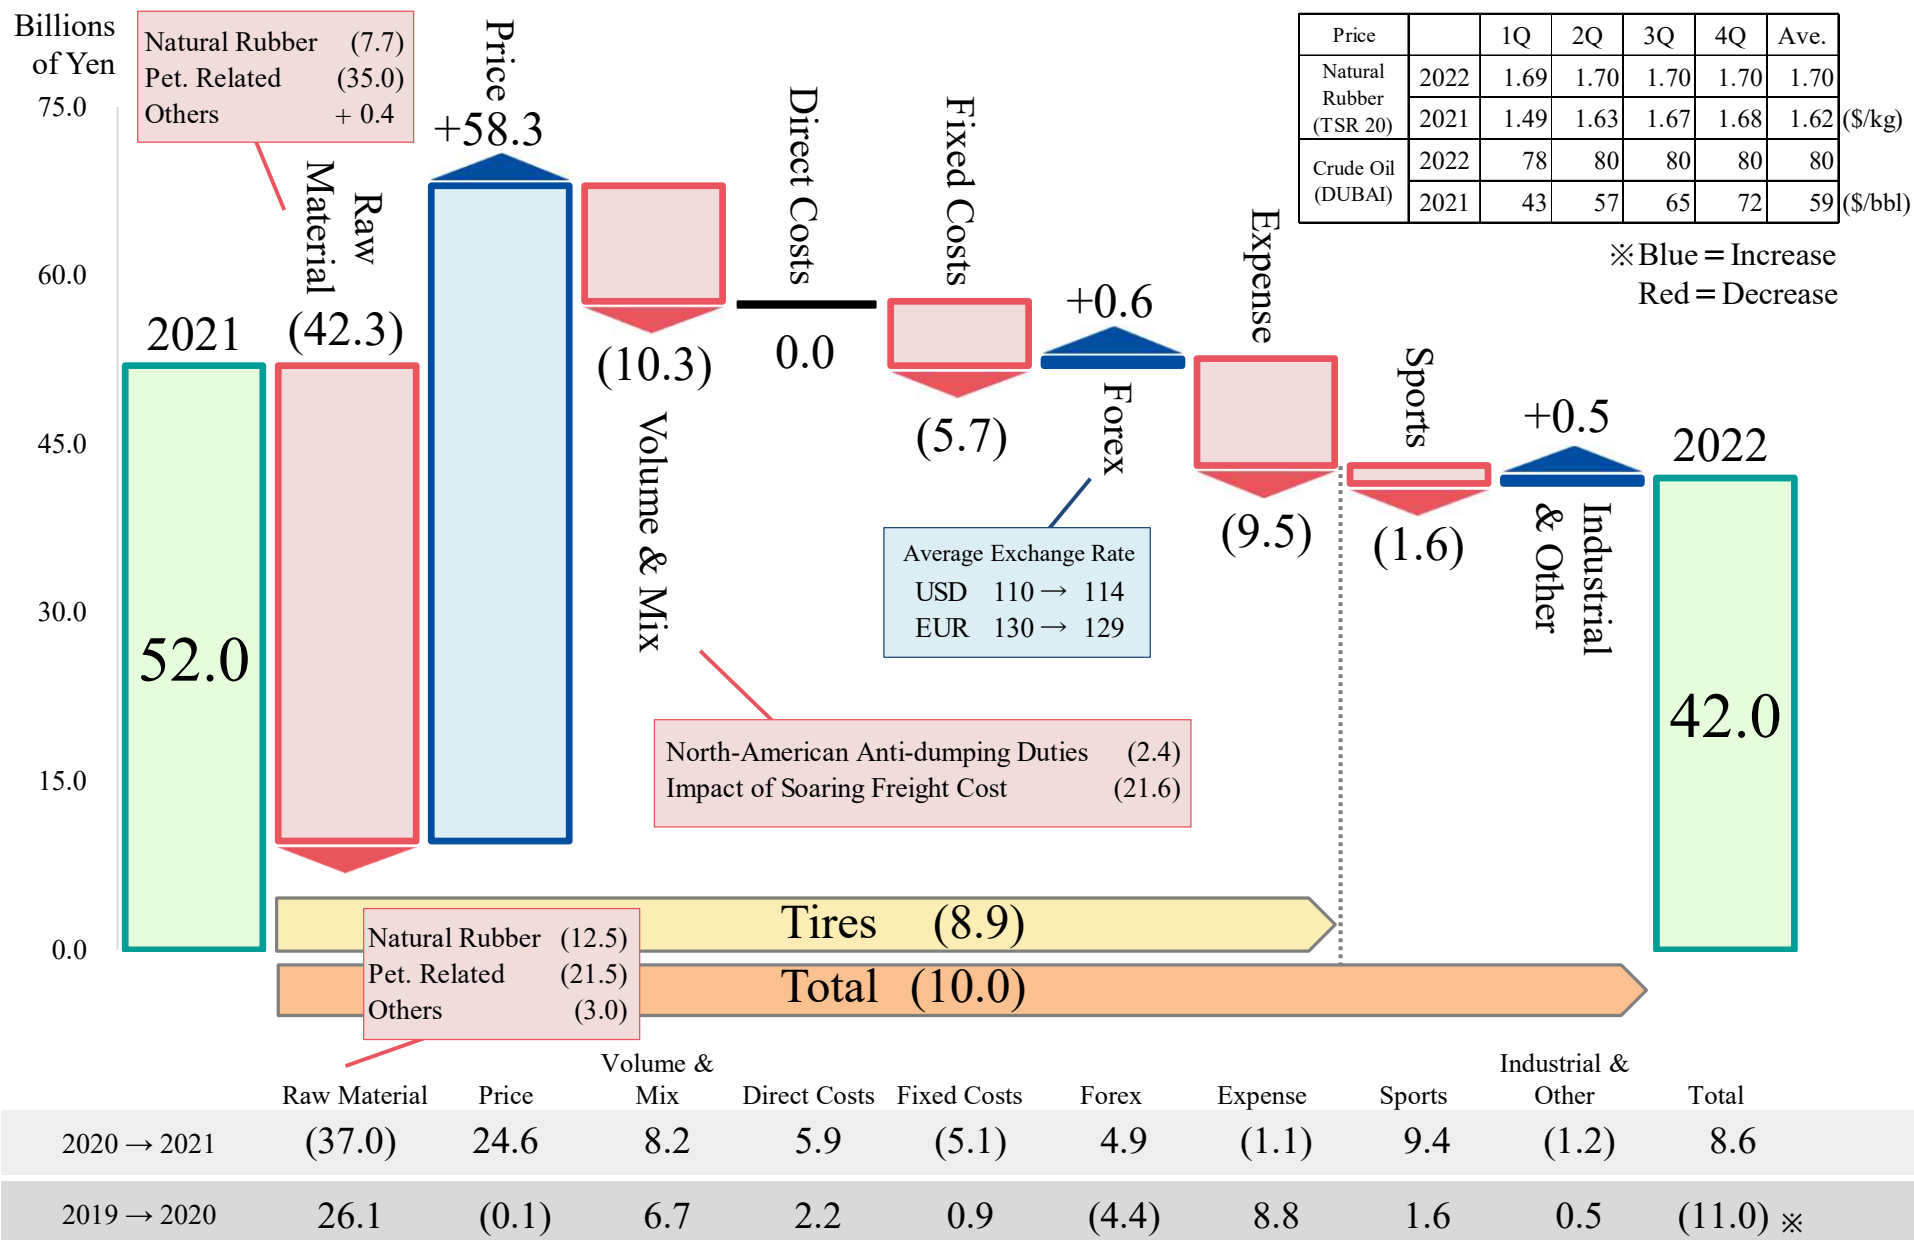 Billions
of Yen
75.0
60.0
45.0
30.0
15.0
0.0
Natural Rubber (7.7)
Pet. Related (35.0)
Others + 0.4
2021
52.0
Raw
Material
(42.3)
Price
+58.3
Volume & Mix
(10.3)
Direct Costs
0.0
Fixed Costs
(5.7)
Forex
+0.6
Expense
(9.5)
Sports
(1.6)
Industrial
& Other
+0.5
2022
42.0
Price 1Q 2Q 3Q 4Q Ave.
Natural
Rubber
(TSR 20)
2022 1.69 1.70 1.70 1.70 1.70
2021 1.49 1.63 1.67 1.68 1.62 ($/kg)
Crude Oil
(DUBAI)
2022 78 80 80 80 80
2021 43 57 65 72 59 ($/bbl)
※Blue＝Increase
Red＝Decrease
Average Exchange Rate
USD 110→ 114
EUR 130→ 129
North-American Anti-dumping Duties (2.4)
Impact of Soaring Freight Cost (21.6)
Tires (8.9)
Total (10.0)
Natural Rubber (12.5)
Pet. Related (21.5)
Others (3.0)
Raw Material Price Volume & Mix Direct Costs Fixed Costs Forex Expense Sports Industrial & Other Total
2020→2021 (37.0) 24.6 8.2 5.9 (5.1) 4.9 (1.1) 9.4 (1.2) 8.6
2019→2020 26.1 (0.1) 6.7 2.2 0.9 (4.4) 8.8 1.6 0.5 (11.0) ※